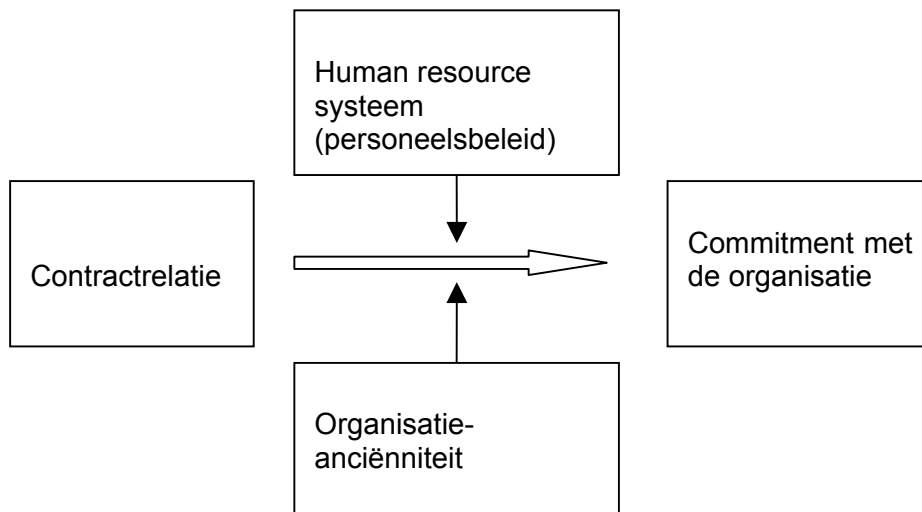 Human resource
systeem
(personeelsbeleid)
Contractrelatie
Commitment met
de organisatie
Organisatie-
anciënniteit